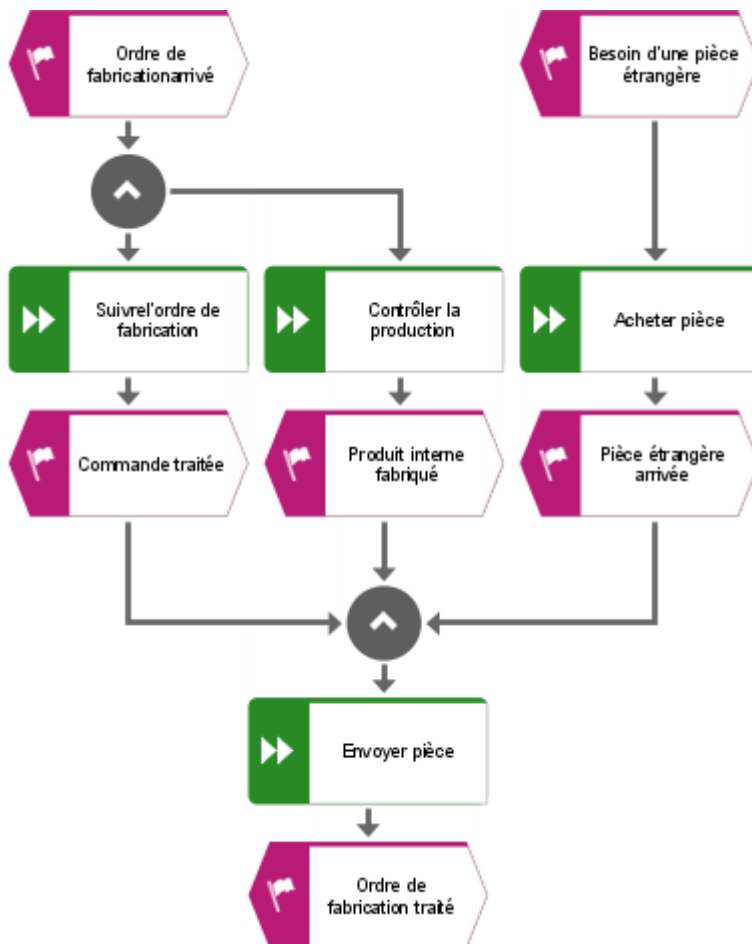 Ordre de
fabricationarrivé
Besoin d'une pièce
étrangère
Suivrel'ordre de
fabrication
Contrôler la
production
Acheter pièce
Commande traitée
Produit interne
fabriqué
Pièce étrangère
arrivée
Envoyer pièce
Ordre de
fabrication traité